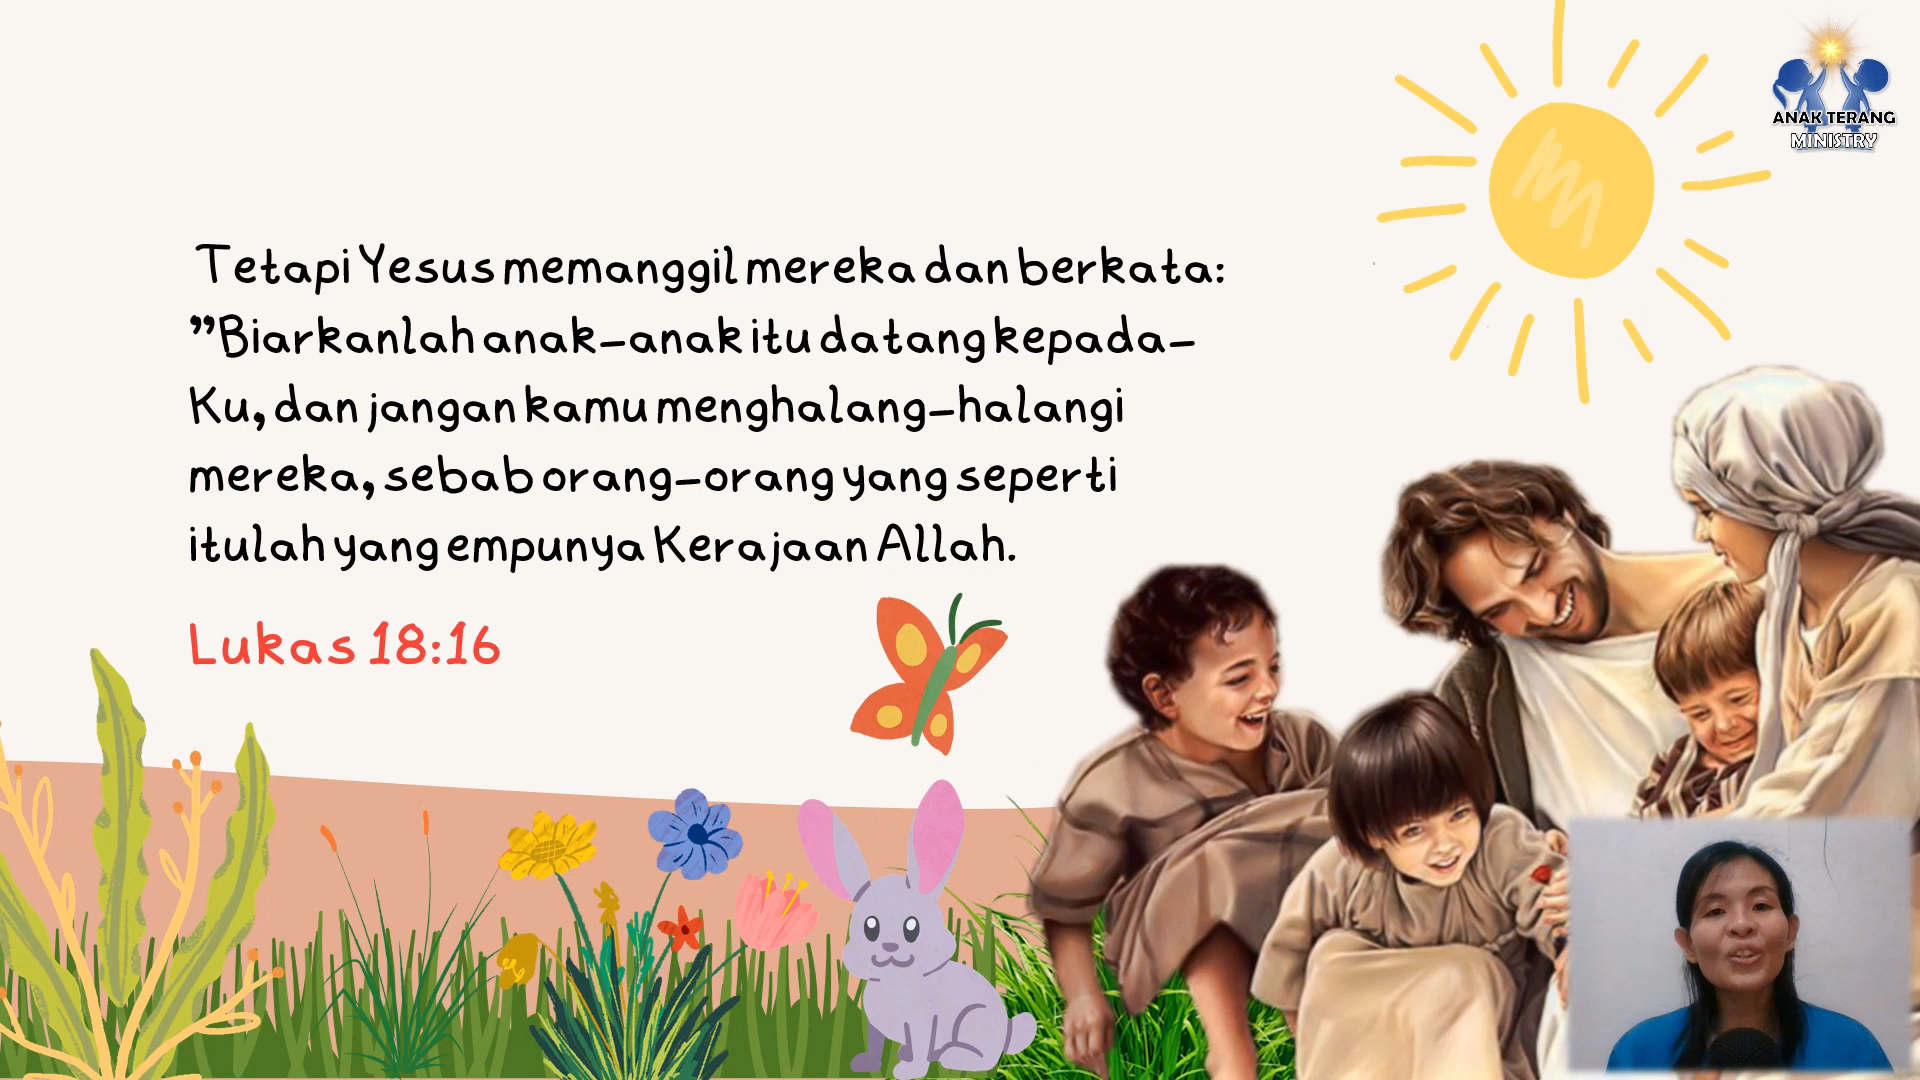 Tetapi Yesus memanggil mereka dan berkata:
”Biarkanlah anak-anak itu datang kepada-
Ku, dan jangan kamu menghalang-halangi
mereka, sebab orang-orang yang seperti
itulah yang empunya Kerajaan Allah.
Lukas 18:16
ANAK TERANG
MINISTRY